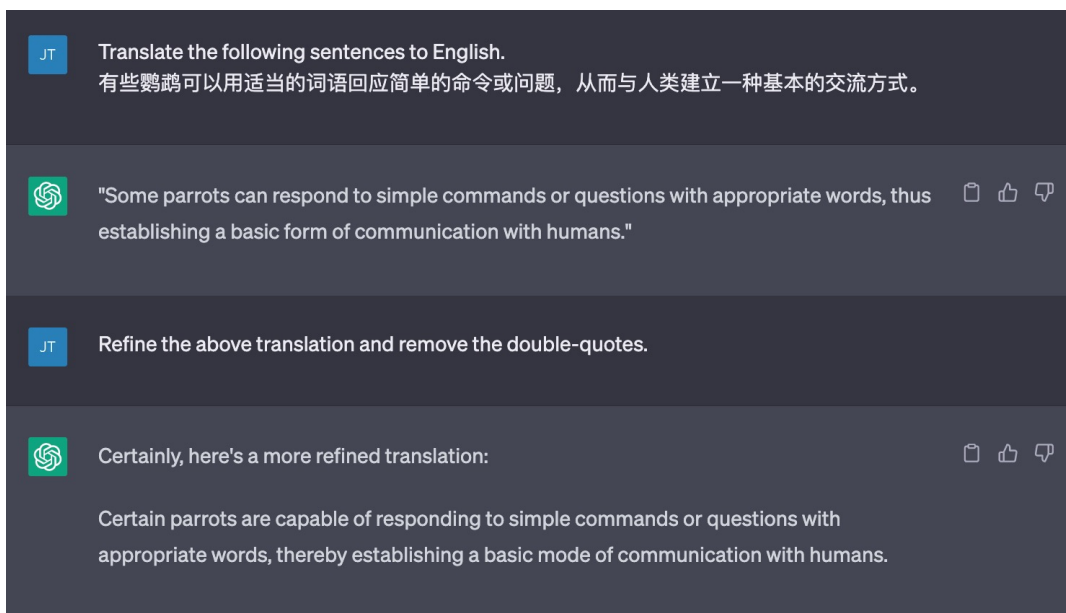 JT
Translate the following sentences to English.
有些鹦鹉可以用适当的词语回应简单的命令或问题，从而与人类建立一种基本的交流方式。
"Some parrots can respond to simple commands or questions with appropriate words, thus
establishing a basic form of communication with humans."
JT
Refine the above translation and remove the double-quotes.
Certainly, here's a more refined translation:
Certain parrots are capable of responding to simple commands or questions with
appropriate words, thereby establishing a basic mode of communication with humans.